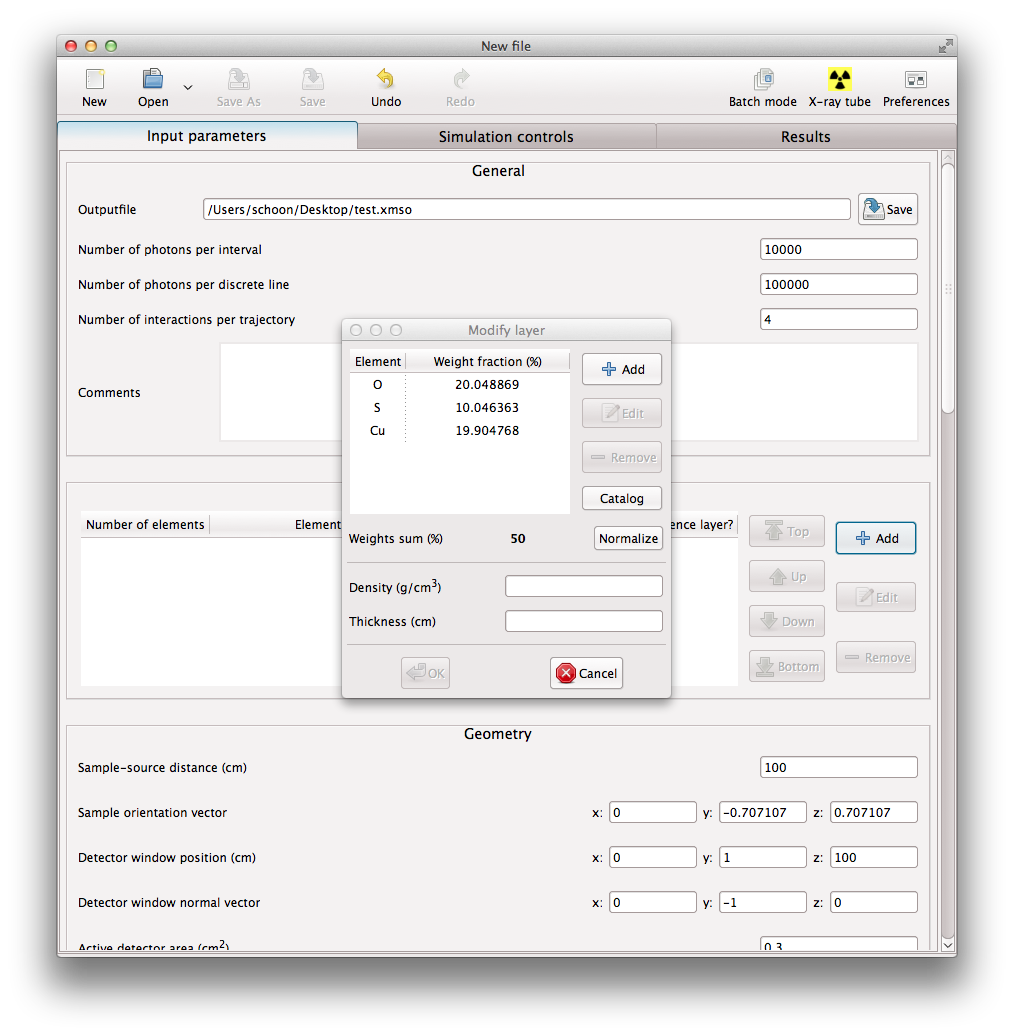 New file
New Open Save As Save Undo Redo Batch mode X-ray tube Preferences
Input parameters Simulation controls Results
General
Outputfile /Users/schoon/Desktop/test.xmso Save
Number of photons per interval 10000
Number of photons per discrete line 100000
Number of interactions per trajectory 4
Comments
Modify layer
Element Weight fraction (%)
O 20.048869
S 10.046363
Cu 19.904768
Add
Edit
Remove
Catalog
Weights sum (%) 50 Normalize
Density (g/cm³)
Thickness (cm)
OK Cancel
Number of elements Element ence layer?
Top
Up
Down
Bottom
Add
Edit
Remove
Geometry
Sample-source distance (cm) 100
Sample orientation vector x: 0 y: -0.707107 z: 0.707107
Detector window position (cm) x: 0 y: 1 z: 100
Detector window normal vector x: 0 y: -1 z: 0
Active detector area (cm²) 0.3